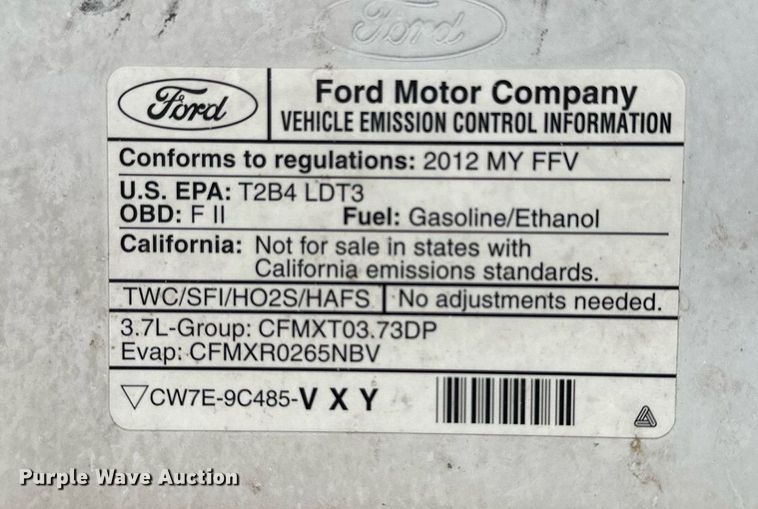 Ford
Ford
Ford Motor Company
VEHICLE EMISSION CONTROL INFORMATION
Conforms to regulations: 2012 MY FFV
U.S. EPA: T2B4 LDT3
OBD: F II Fuel: Gasoline/Ethanol
California: Not for sale in states with
California emissions standards.
TWC/SFI/HO2S/HAFS No adjustments needed.
3.7L-Group: CFMXT03.73DP
Evap: CFMXR0265NBV
▽CW7E-9C485-V X Y
Purple Wave Auction